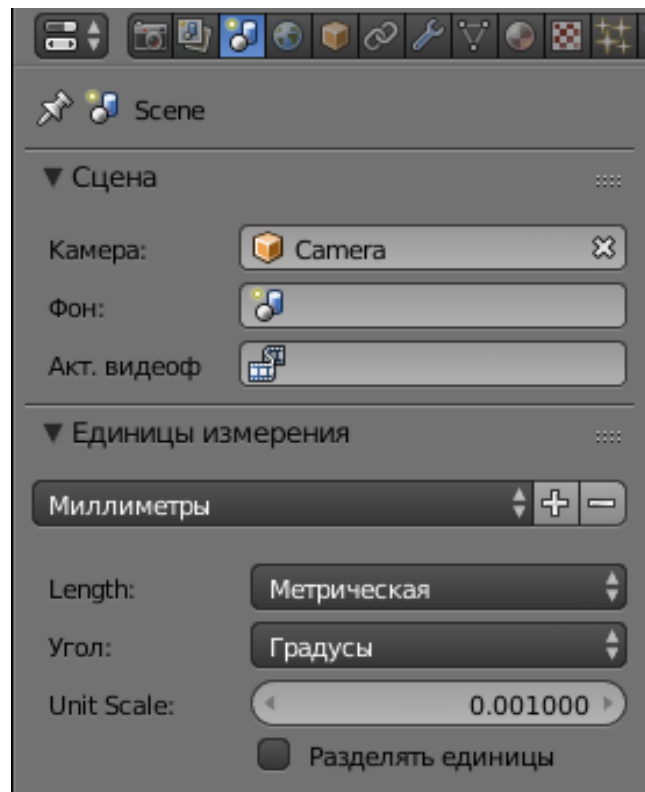 Scene
Сцена
Камера: Camera
Фон:
Акт. видеоф
Единицы измерения
Миллиметры
Length: Метрическая
Угол: Градусы
Unit Scale: 0.001000
Разделять единицы